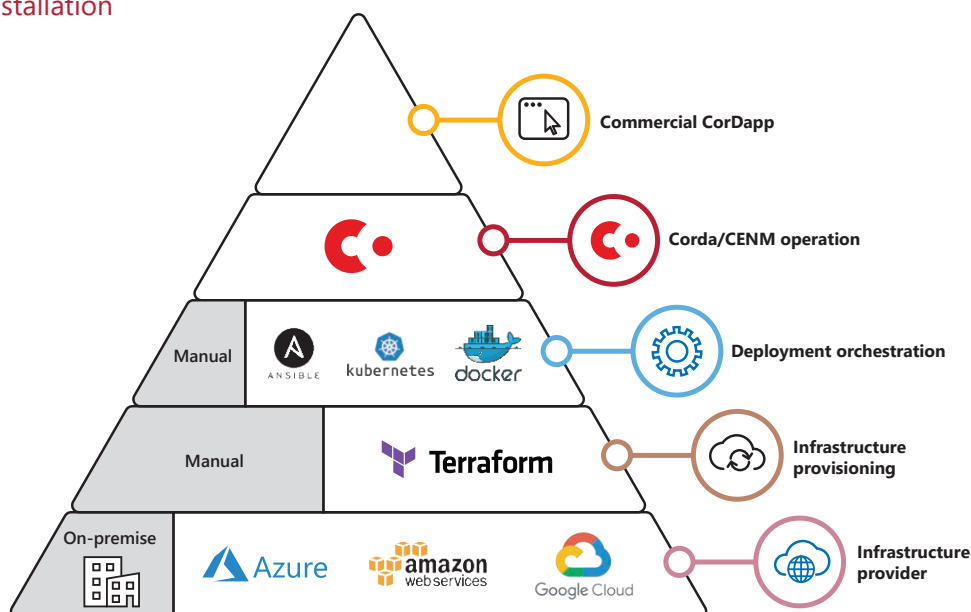 stallation
Commercial CorDapp
Corda/CENM operation
Manual
ANSIBLE
kubernetes
docker
Deployment orchestration
Manual
Terraform
Infrastructure
provisioning
On-premise
Azure
amazon
webservices
Google Cloud
Infrastructure
provider